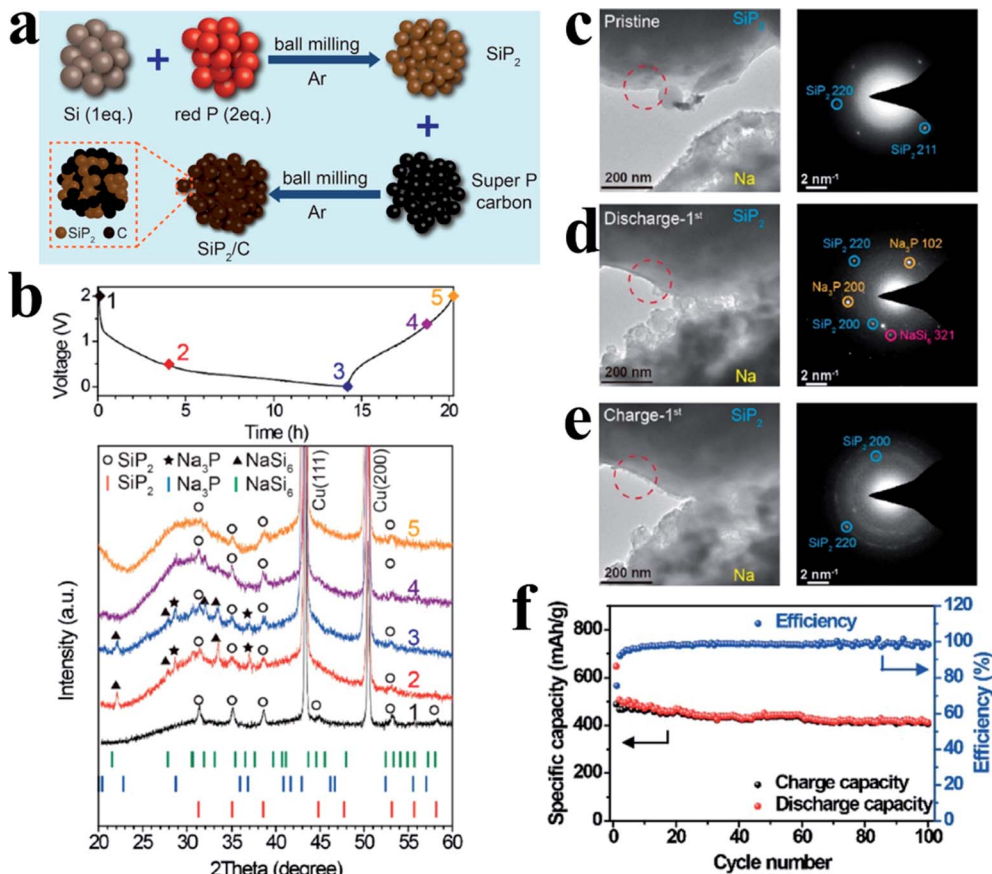 a
Si (1eq.)
+
red P (2eq.)
ball milling
Ar
SiP2
+
Super P
carbon
ball milling
Ar
SiP2/C
SiP2 C
b
Voltage (V)
2
1
0
1
2
3
4
5
0 5 10 15 20
Time (h)
SiP2 Na3P NaSi6
SiP2 Na3P NaSi6
Cu(111)
Cu(200)
Intensity (a.u.)
5
4
3
2
1
20 25 30 35 40 45 50 55 60
2Theta (degree)
c
Pristine
SiP2
200 nm
Na
SiP2 220
SiP2 211
2 nm-1
d
Discharge-1st
SiP2
200 nm
Na
SiP2 220
Na3P 102
Na3P 200
SiP2 200
NaSi6 321
2 nm-1
e
Charge-1st
SiP2
200 nm
Na
SiP2 200
SiP2 220
2 nm-1
f
Specific capacity (mAh/g)
800
600
400
200
0
Efficiency
Charge capacity
Discharge capacity
120
100
80
60
40
20
0
Efficiency (%)
0 20 40 60 80 100
Cycle number